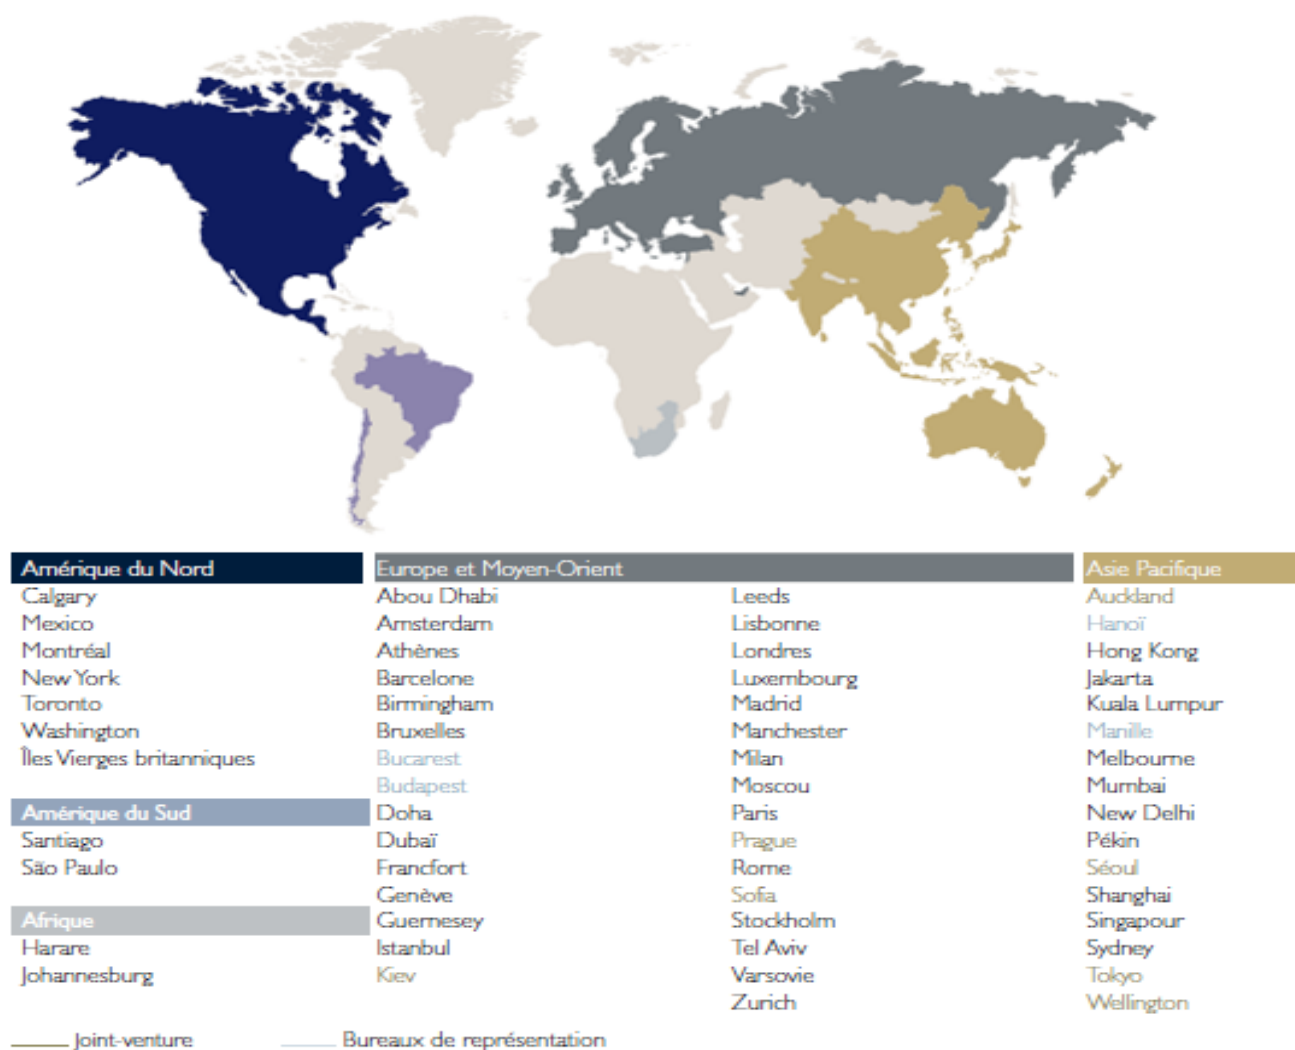 Amérique du Nord
Calgary
Mexico
Montréal
New York
Toronto
Washington
Îles Vierges britanniques
Amérique du Sud
Santiago
São Paulo
Afrique
Harare
Johannesburg
Europe et Moyen-Orient
Abou Dhabi
Amsterdam
Athènes
Barcelone
Birmingham
Bruxelles
Bucarest
Budapest
Doha
Dubaï
Francfort
Genève
Guernesey
Istanbul
Kiev
Leeds
Lisbonne
Londres
Luxembourg
Madrid
Manchester
Milan
Moscou
Paris
Prague
Rome
Sofia
Stockholm
Tel Aviv
Varsovie
Zurich
Asie Pacifique
Auckland
Hanoï
Hong Kong
Jakarta
Kuala Lumpur
Manille
Melbourne
Mumbai
New Delhi
Pékin
Séoul
Shanghai
Singapour
Sydney
Tokyo
Wellington
Joint-venture
Bureaux de représentation